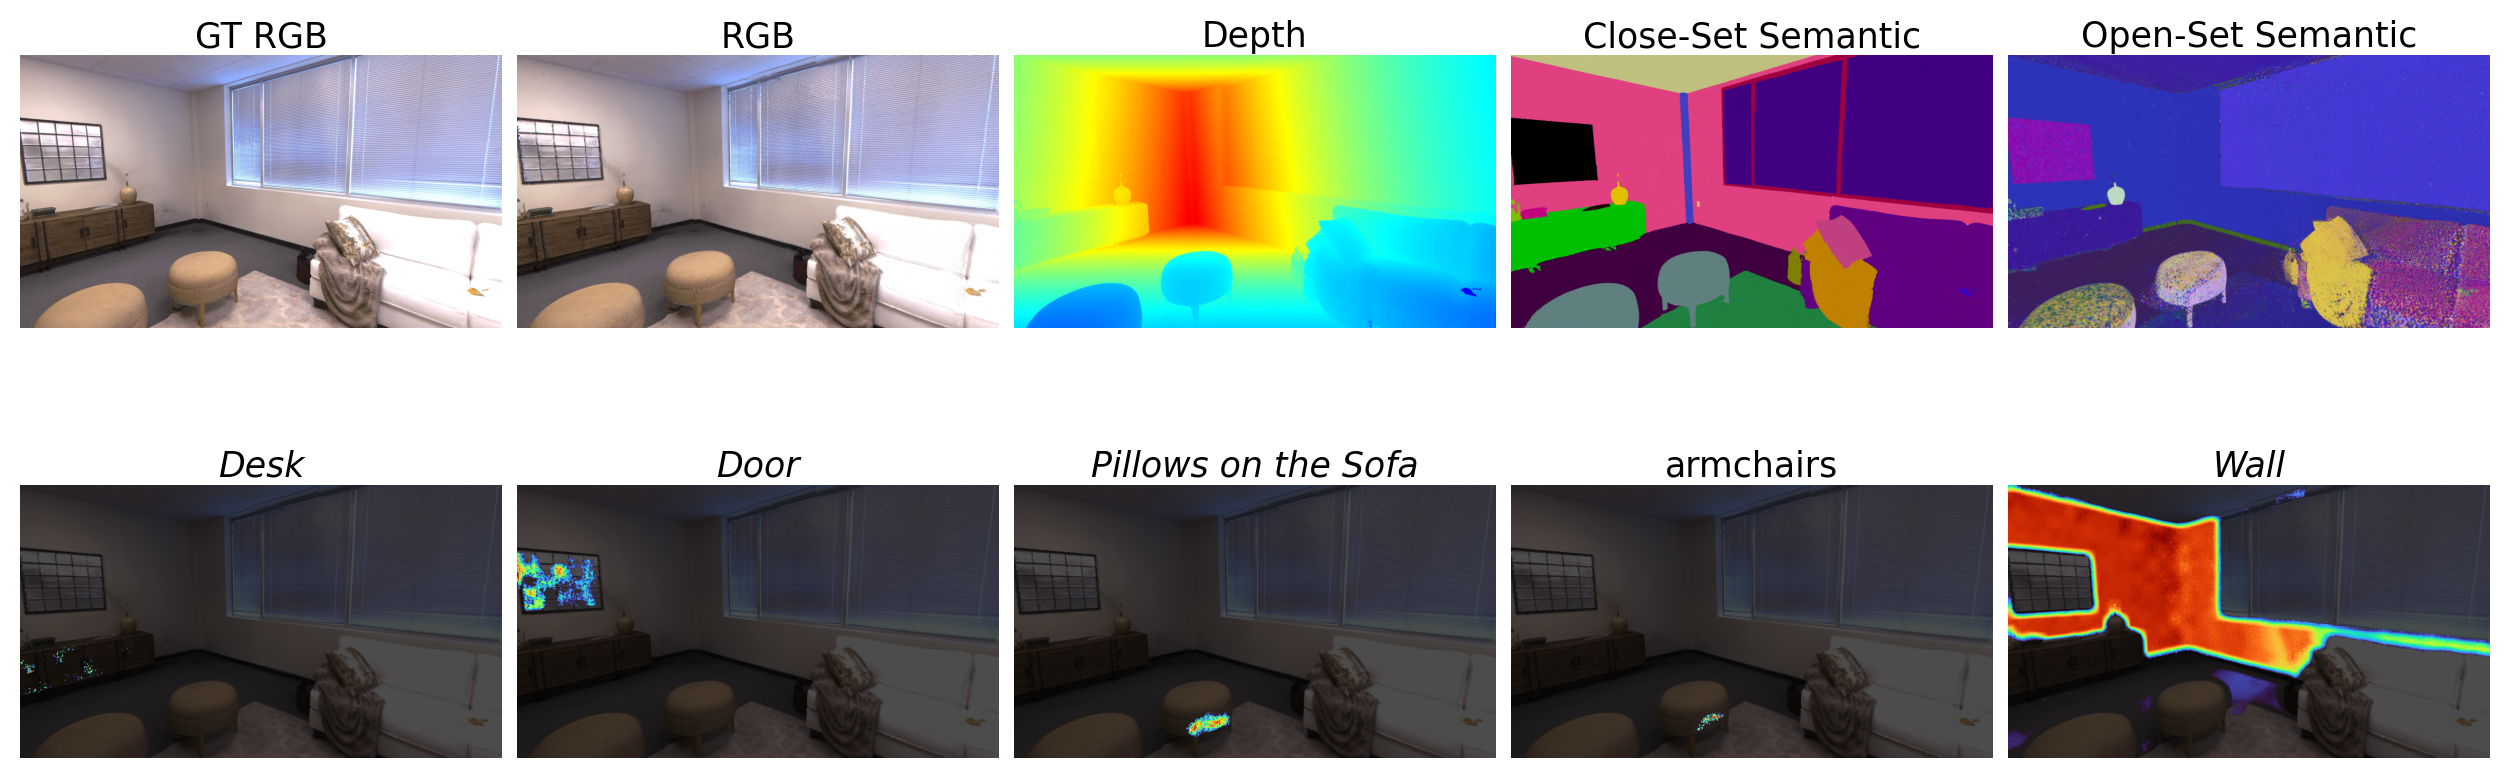 GT RGB
RGB
Depth
Close-Set Semantic
Open-Set Semantic
Desk
Door
Pillows on the Sofa
armchairs
Wall